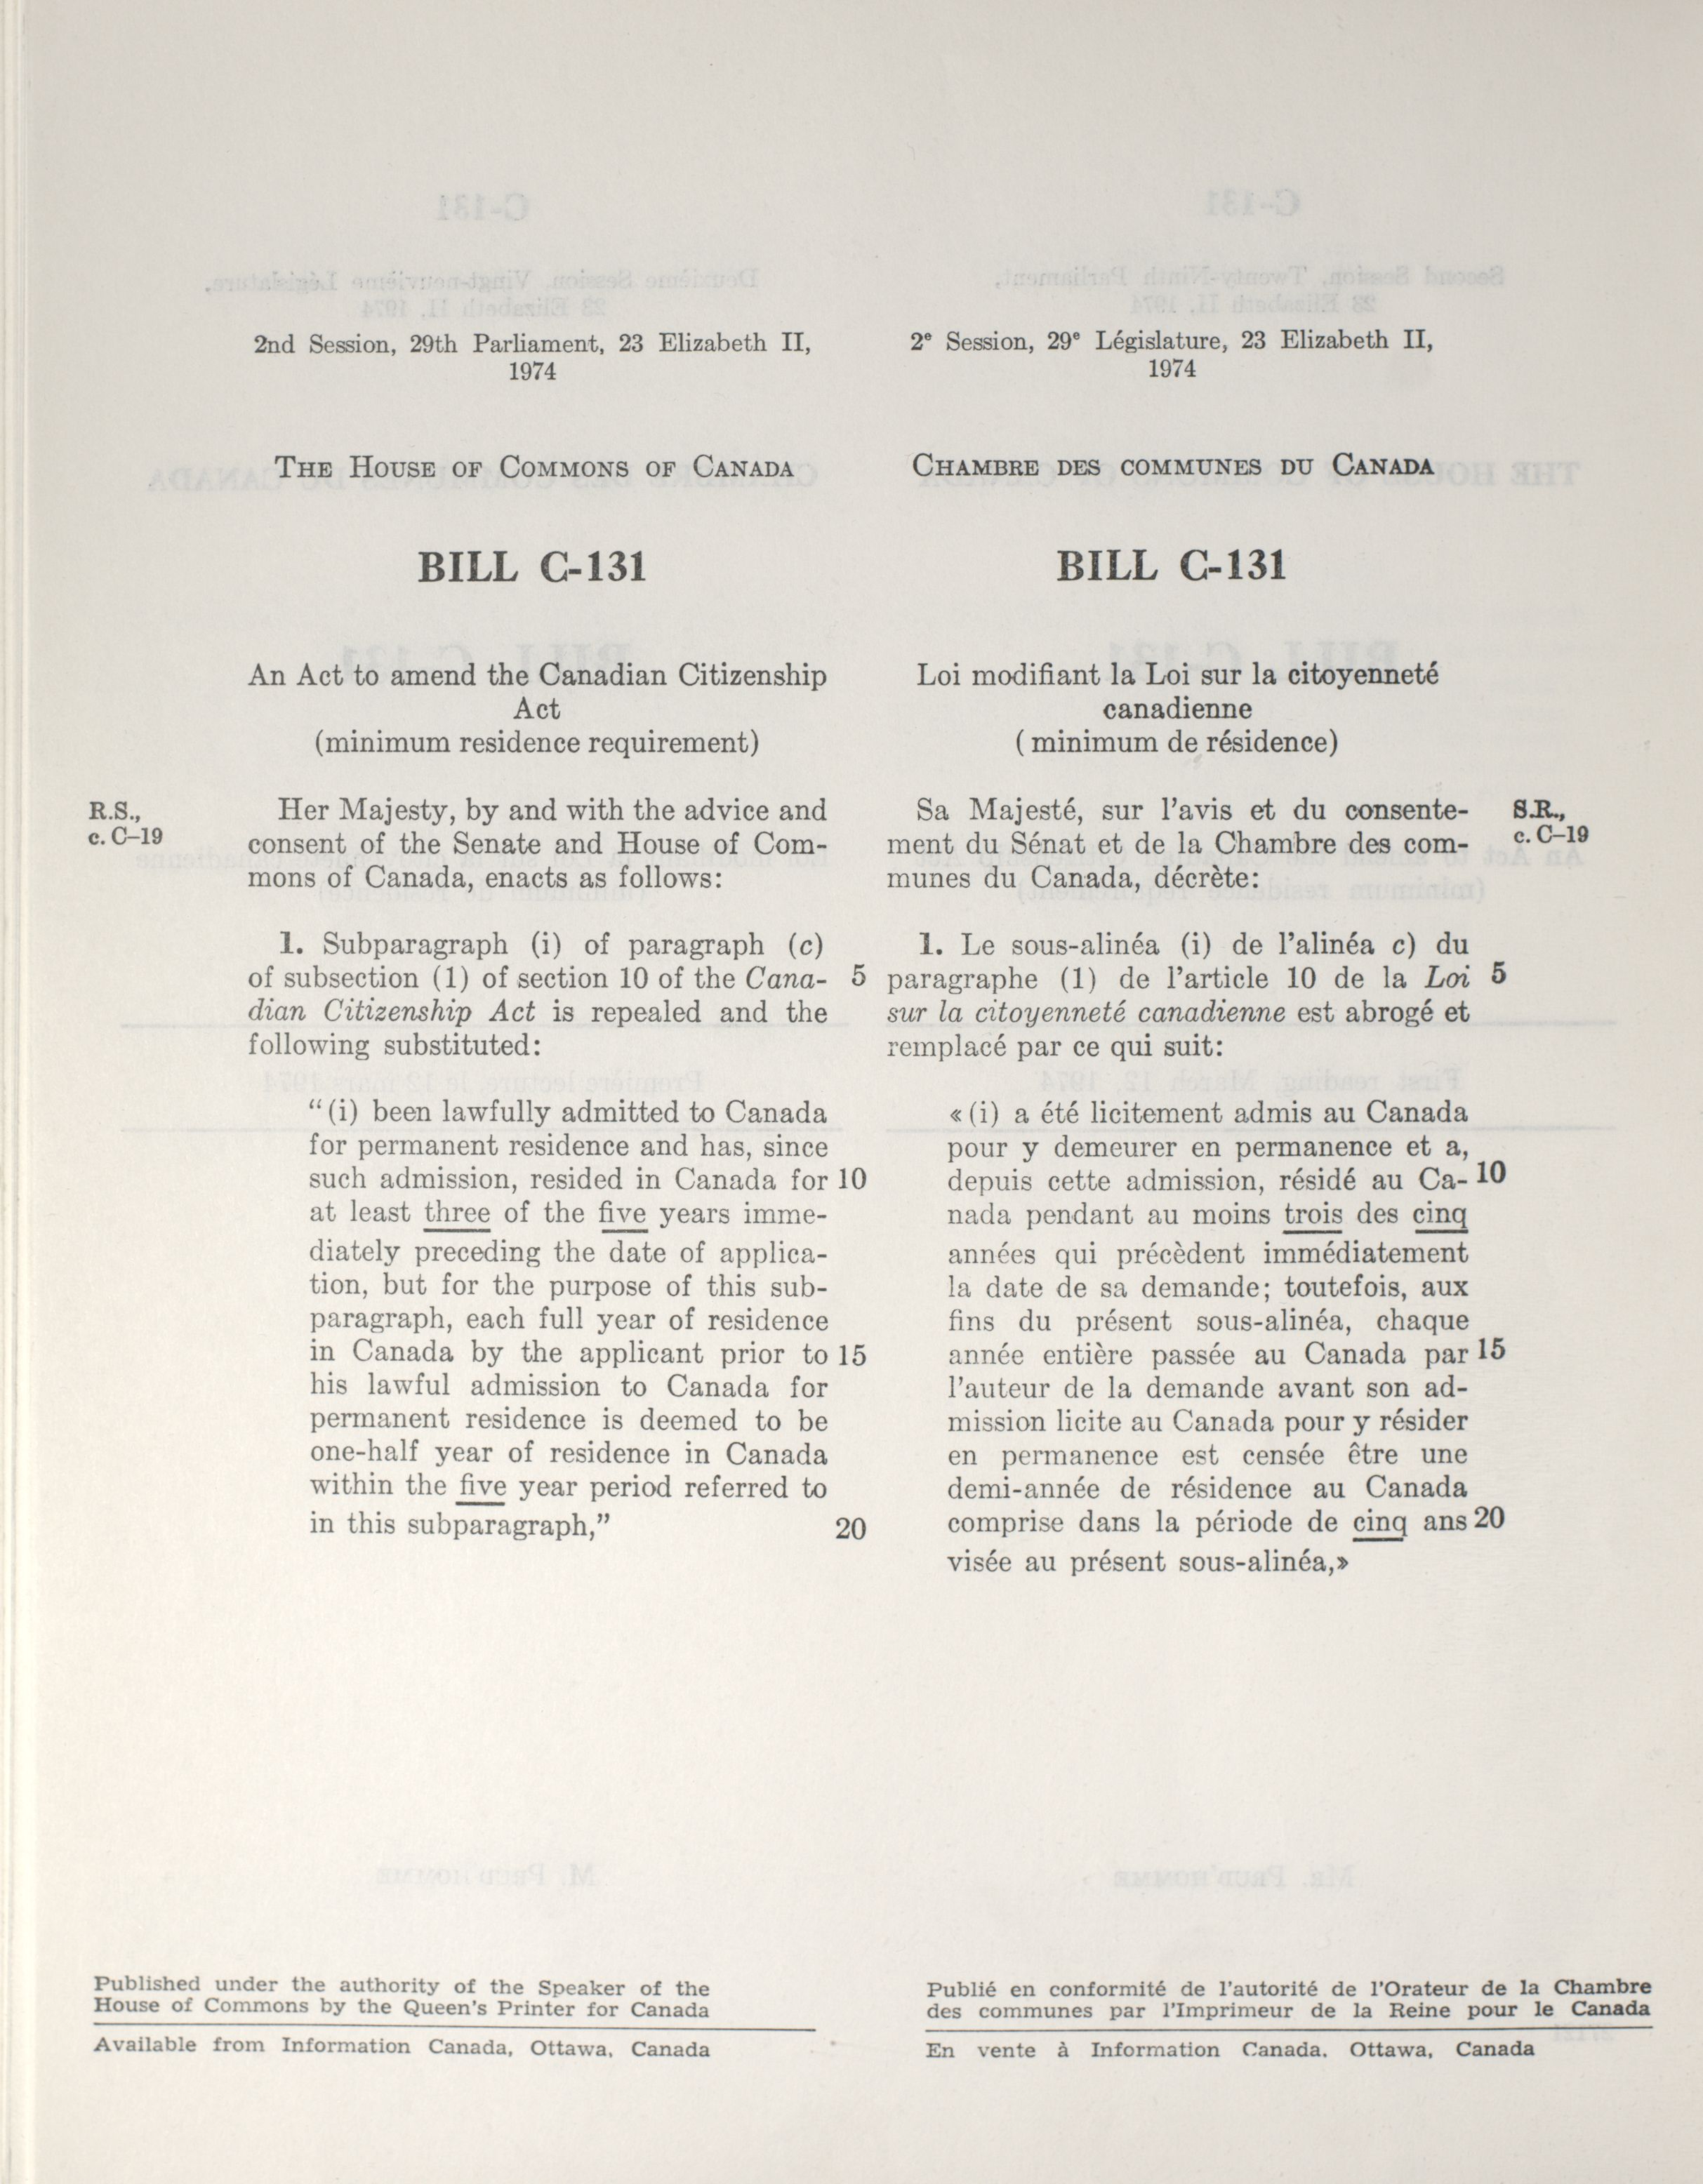 2nd Session, 29th Parliament, 23 Elizabeth II,
1974
THE HOUSE OF COMMONS OF CANADA
BILL C-131
An Act to amend the Canadian Citizenship
Act
(minimum residence requirement)
R.S.,
c. C-19
Her Majesty, by and with the advice and
consent of the Senate and House of Com-
mons of Canada, enacts as follows:
1. Subparagraph (i) of paragraph (c)
of subsection (1) of section 10 of the Cana- 5
dian Citizenship Act is repealed and the
following substituted:
“(i) been lawfully admitted to Canada
for permanent residence and has, since
such admission, resided in Canada for 10
at least three of the five years imme-
diately preceding the date of applica-
tion, but for the purpose of this sub-
paragraph, each full year of residence
in Canada by the applicant prior to 15
his lawful admission to Canada for
permanent residence is deemed to be
one-half year of residence in Canada
within the five year period referred to
in this subparagraph,” 20
Published under the authority of the Speaker of the
House of Commons by the Queen's Printer for Canada
Available from Information Canada, Ottawa, Canada
2e Session, 29e Législature, 23 Elizabeth II,
1974
CHAMBRE DES COMMUNES DU CANADA
BILL C-131
Loi modifiant la Loi sur la citoyenneté
canadienne
( minimum de résidence)
Sa Majesté, sur l'avis et du consente-
ment du Sénat et de la Chambre des com-
munes du Canada, décrète:
S.R.,
c. C-19
1. Le sous-alinéa (i) de l'alinéa c) du
paragraphe (1) de l'article 10 de la Loi 5
sur la citoyenneté canadienne est abrogé et
remplacé par ce qui suit:
«(i) a été licitement admis au Canada
pour y demeurer en permanence et a,
depuis cette admission, résidé au Ca- 10
nada pendant au moins trois des cinq
années qui précèdent immédiatement
la date de sa demande; toutefois, aux
fins du présent sous-alinéa, chaque
année entière passée au Canada par 15
l'auteur de la demande avant son ad-
mission licite au Canada pour y résider
en permanence est censée être une
demi-année de résidence au Canada
comprise dans la période de cinq ans 20
visée au présent sous-alinéa,»
Publié en conformité de l'autorité de l'Orateur de la Chambre
des communes par l'Imprimeur de la Reine pour le Canada
En vente à Information Canada, Ottawa, Canada